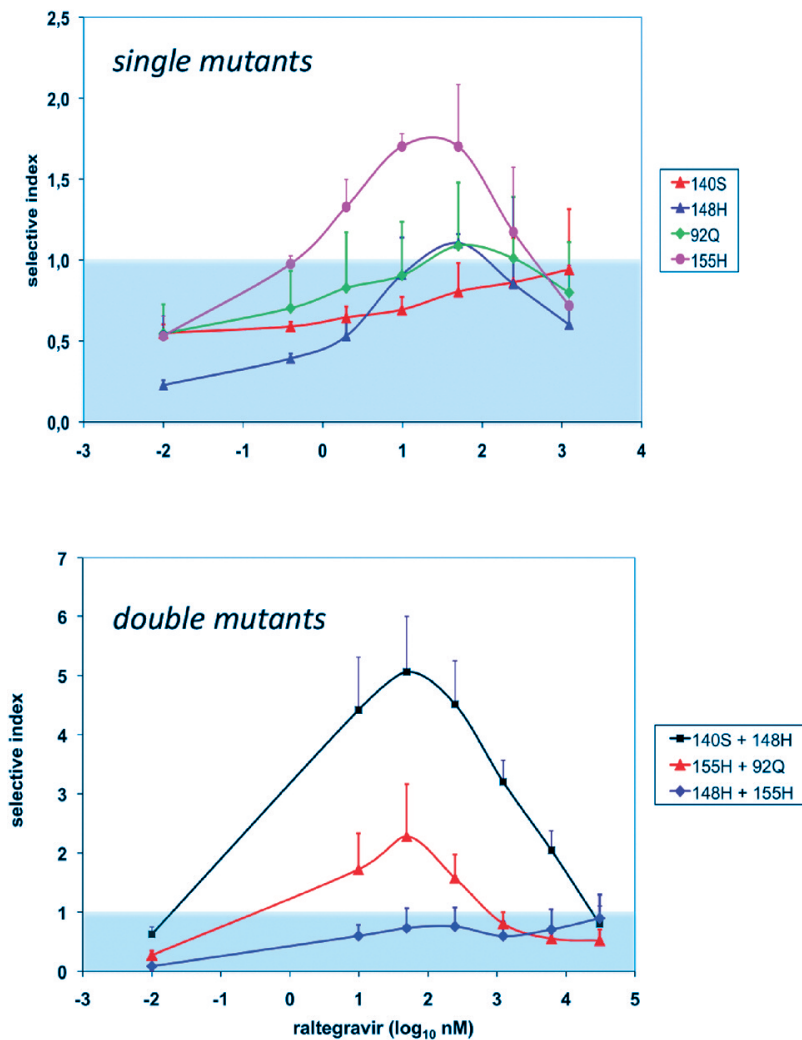 2,5
single mutants
2,0
1,5
1,0
0,5
0,0
selective index
-3 -2 -1 0 1 2 3 4
140S
148H
92Q
155H
7
double mutants
6
5
4
3
2
1
0
selective index
-3 -2 -1 0 1 2 3 4 5
raltegravir (log10 nM)
140S + 148H
155H + 92Q
148H + 155H